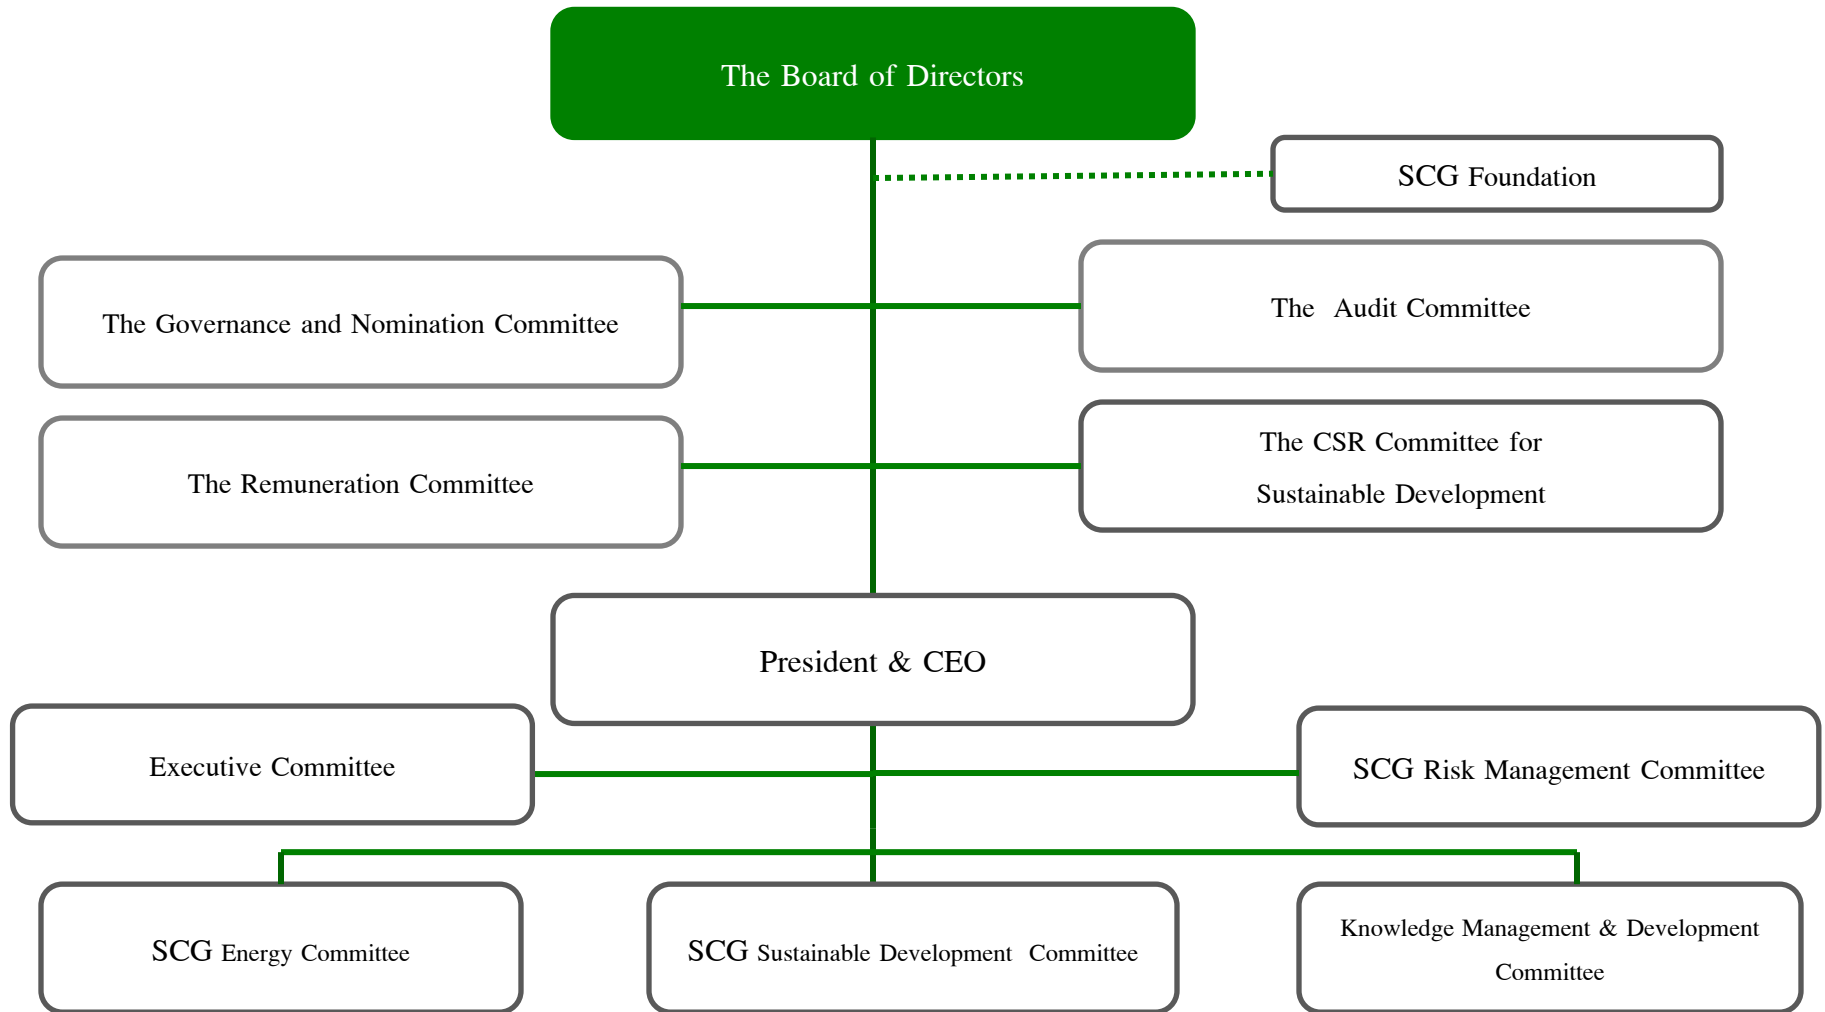 The Board of Directors
SCG Foundation
The Governance and Nomination Committee
The Audit Committee
The Remuneration Committee
The CSR Committee for
Sustainable Development
President & CEO
Executive Committee
SCG Risk Management Committee
SCG Energy Committee
SCG Sustainable Development Committee
Knowledge Management & Development
Committee